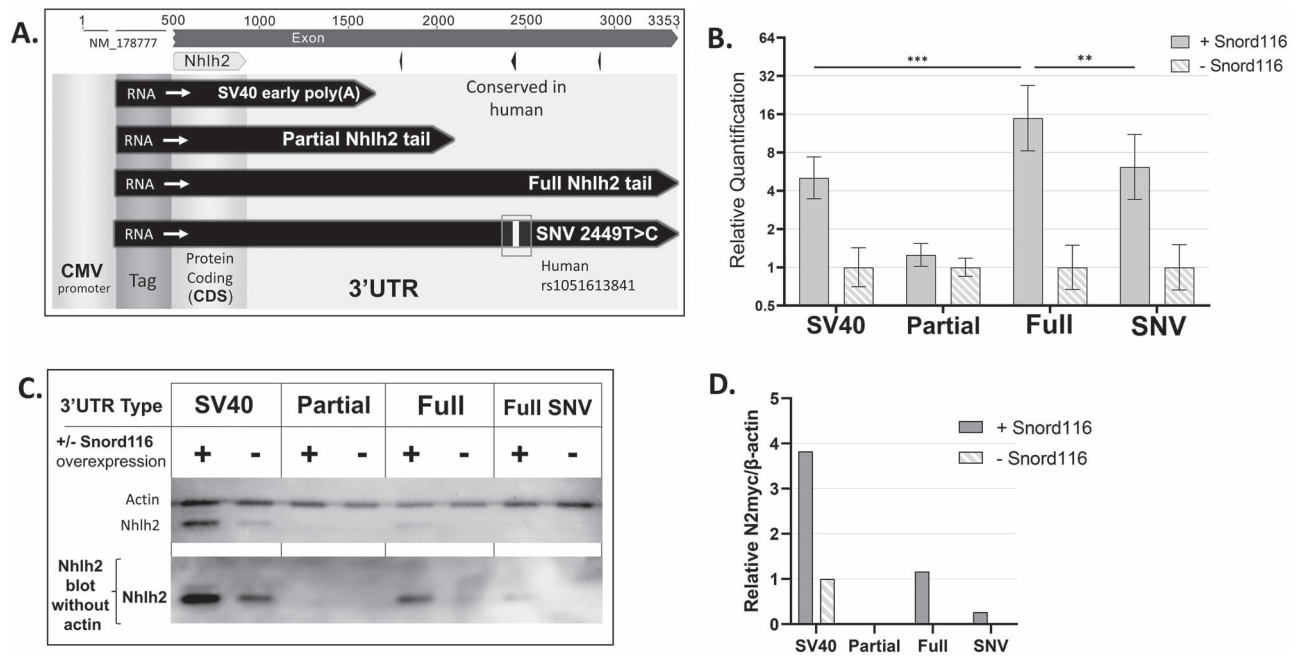 A.
1 500 1000 1500 2000 2500 3000 3353
NM_178777
Exon
Nhlh2
RNA SV40 early poly(A)
Conserved in
human
RNA Partial Nhlh2 tail
RNA Full Nhlh2 tail
RNA SNV 2449T>C
CMV
promoter
Tag
Protein
Coding
(CDS)
3’UTR
Human
rs1051613841
B.
+ Snord116
- Snord116
*** **
Relative Quantification
64
32
16
8
4
2
1
0.5
SV40 Partial Full SNV
C.
3’UTR Type SV40 Partial Full Full SNV
+/- Snord116
overexpression
+ - + - + - + -
Actin
Nhlh2
Nhlh2
blot
without
actin
Nhlh2
D.
+ Snord116
- Snord116
Relative N2myc/β-actin
5
4
3
2
1
0
SV40 Partial Full SNV